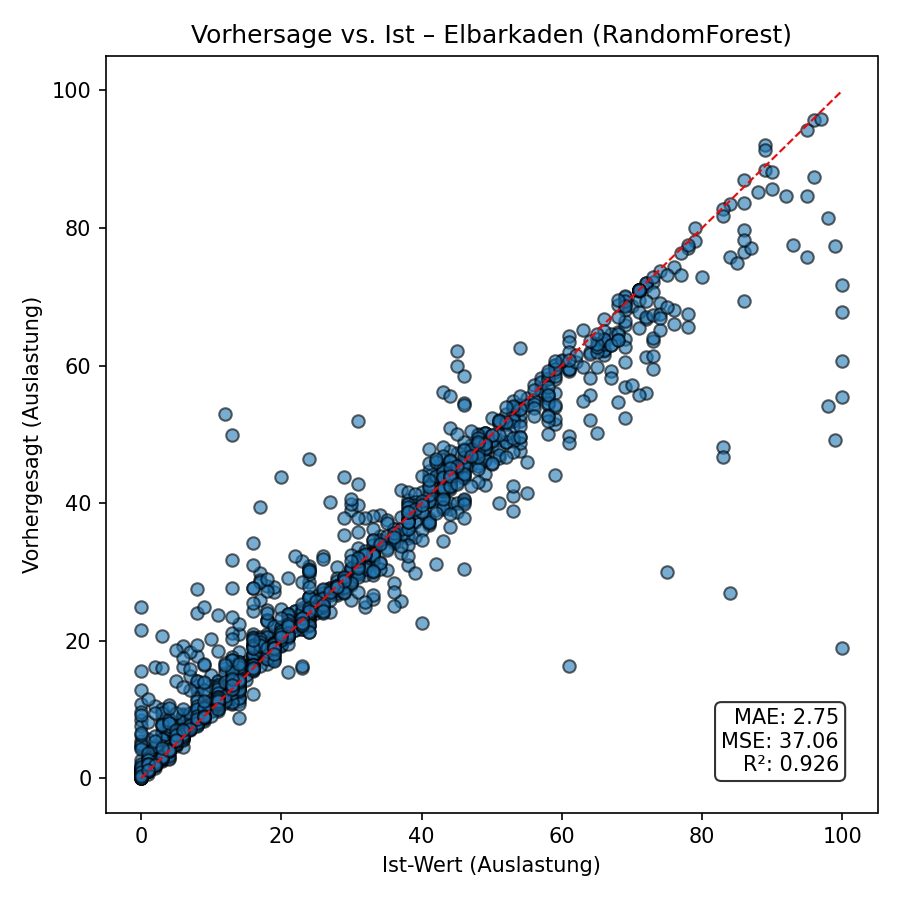 Vorhersage vs. Ist – Elbarkaden (RandomForest)
100
80
60
40
20
0
Vorhergesagt (Auslastung)
MAE: 2.75
MSE: 37.06
R²: 0.926
0 20 40 60 80 100
Ist-Wert (Auslastung)